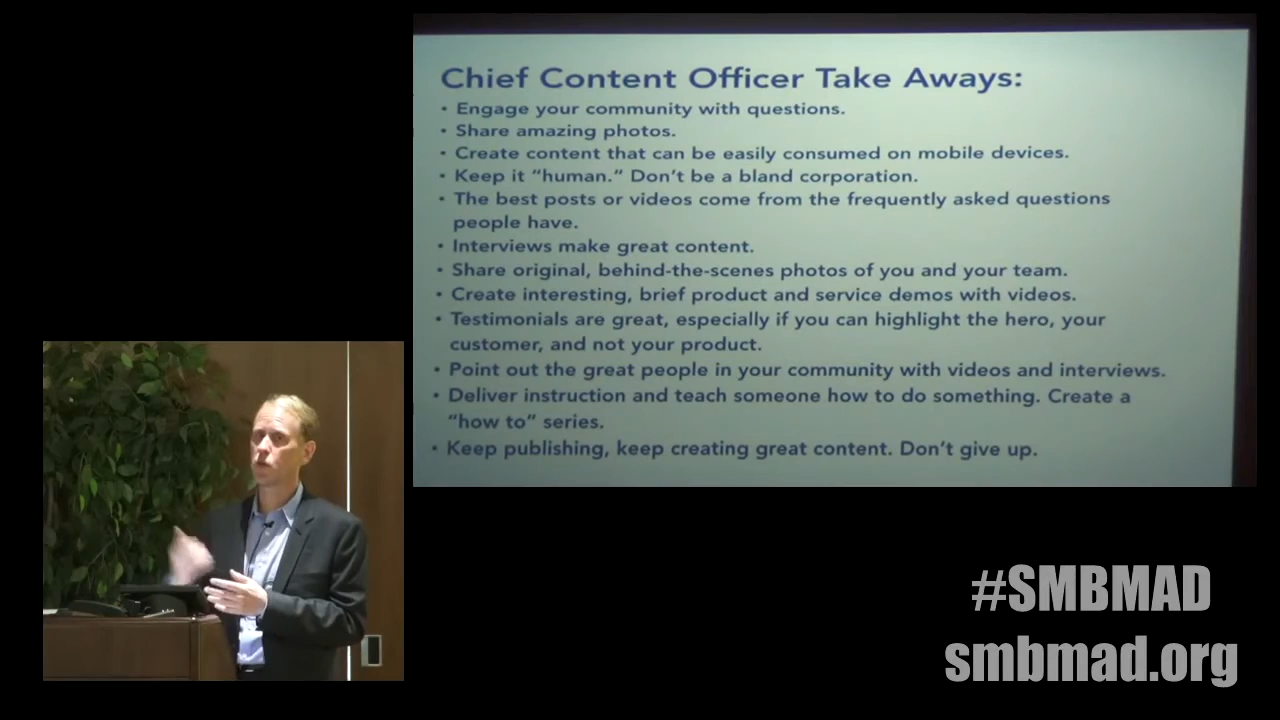 Chief Content Officer Take Aways:
• Engage your community with questions.
• Share amazing photos.
• Create content that can be easily consumed on mobile devices.
• Keep it “human.” Don’t be a bland corporation.
• The best posts or videos come from the frequently asked questions
people have.
• Interviews make great content.
• Share original, behind-the-scenes photos of you and your team.
• Create interesting, brief product and service demos with videos.
• Testimonials are great, especially if you can highlight the hero, your
customer, and not your product.
• Point out the great people in your community with videos and interviews.
• Deliver instruction and teach someone how to do something. Create a
“how to” series.
• Keep publishing, keep creating great content. Don’t give up.
#SMBMAD
smbmad.org